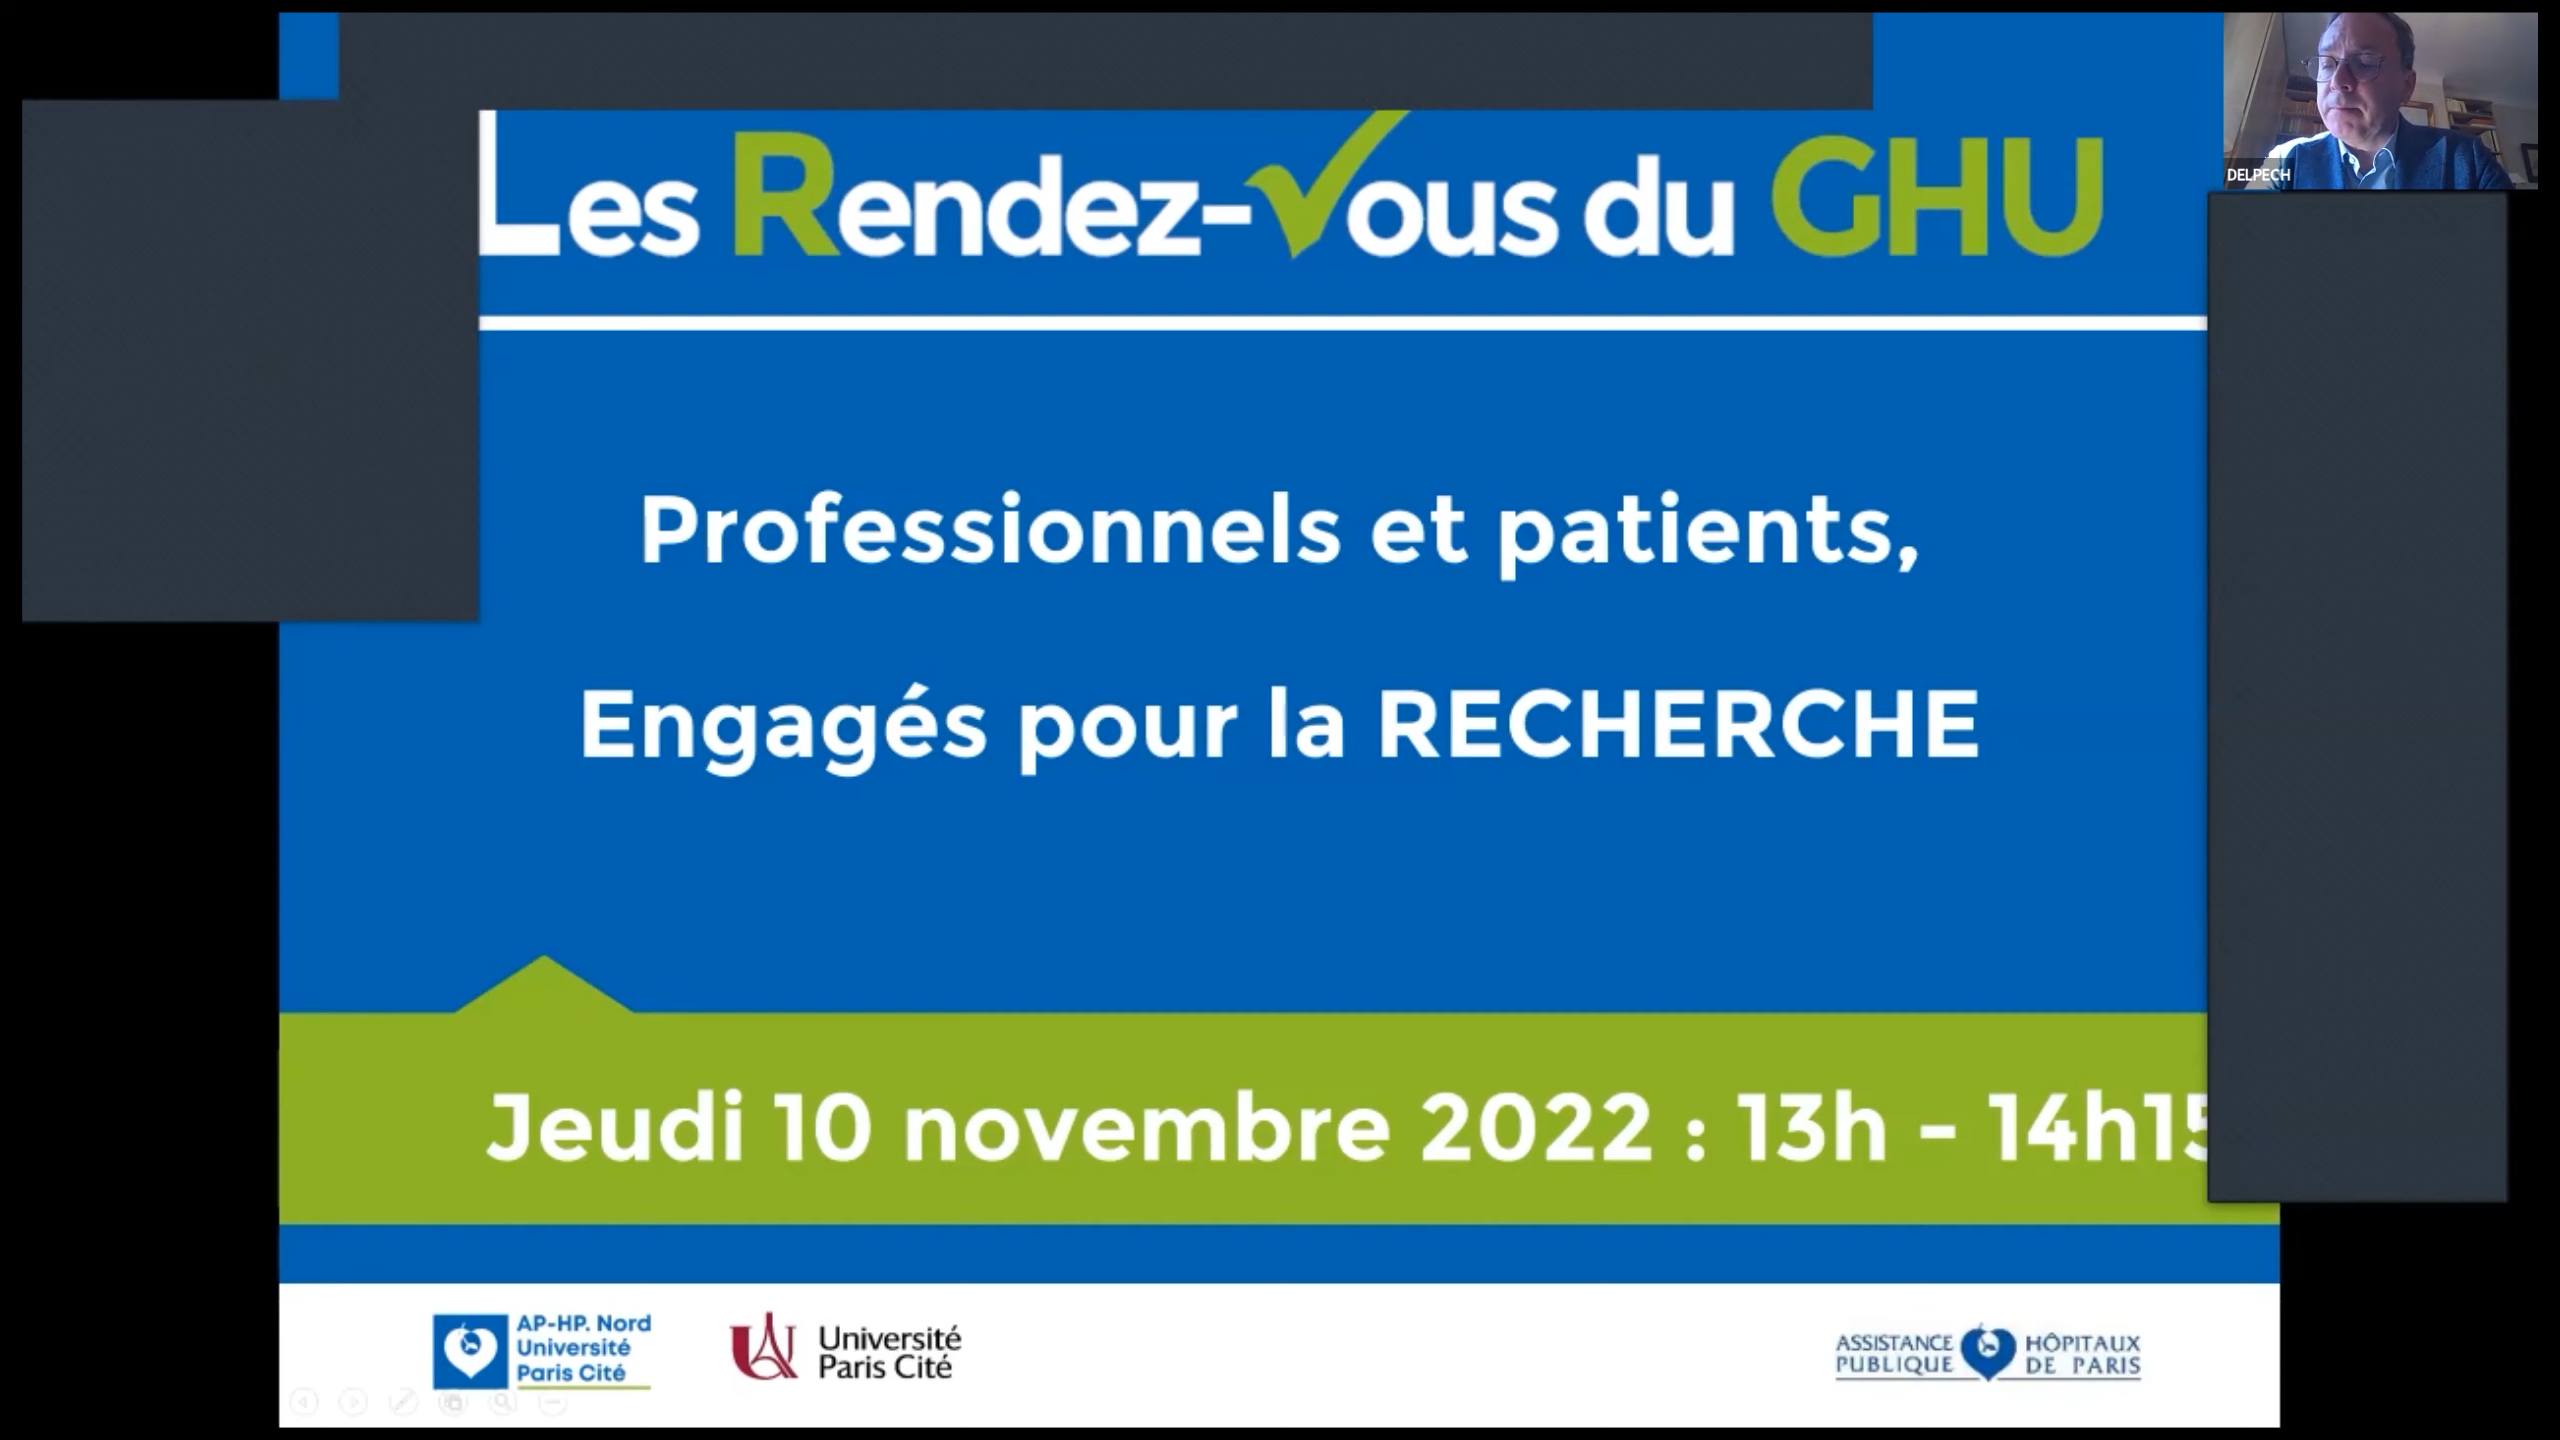 Les Rendez-Vous du GHU
DELPECH
Professionnels et patients,
Engagés pour la RECHERCHE
Jeudi 10 novembre 2022 : 13h - 14h15
AP-HP. Nord
Université
Paris Cité
Université
Paris Cité
ASSISTANCE PUBLIQUE
HÔPITAUX DE PARIS